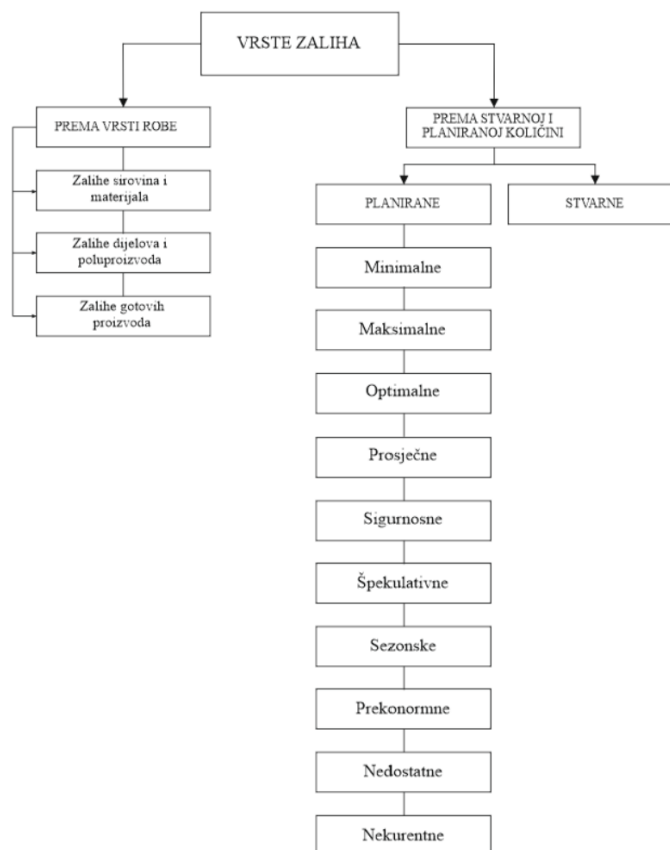 VRSTE ZALIHA
PREMA VRSTI ROBE
Zalihe sirovina i
materijala
Zalihe dijelova i
poluproizvoda
Zalihe gotovih
proizvoda
PREMA STVARNOJ I
PLANIRANOJ KOLIČINI
PLANIRANE
STVARNE
Minimalne
Maksimalne
Optimalne
Prosječne
Sigurnosne
Špekulativne
Sezonske
Prekonormne
Nedostatne
Nekurentne